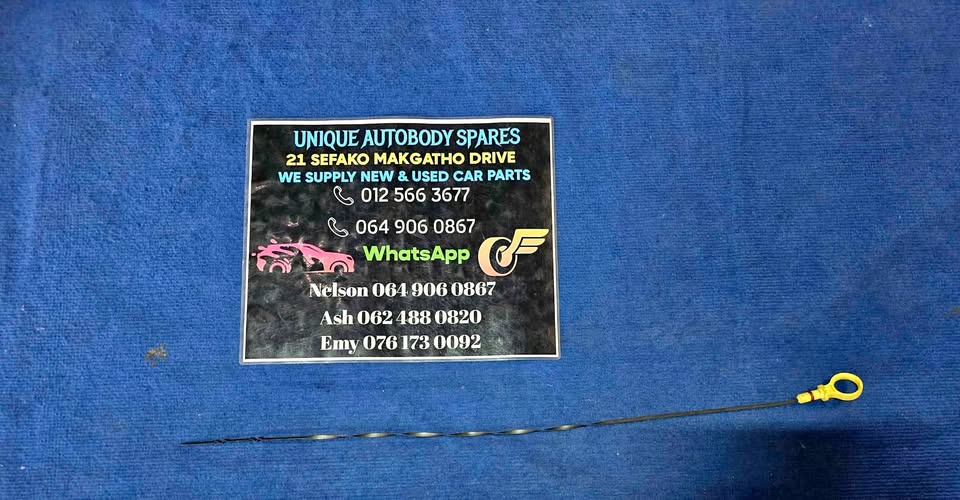 UNIQUE AUTOBODY SPARES
21 SEFAKO MAKGATHO DRIVE
WE SUPPLY NEW & USED CAR PARTS
012 566 3677
064 906 0867
WhatsApp
Nelson 064 906 0867
Ash 062 488 0820
Emy 076 173 0092